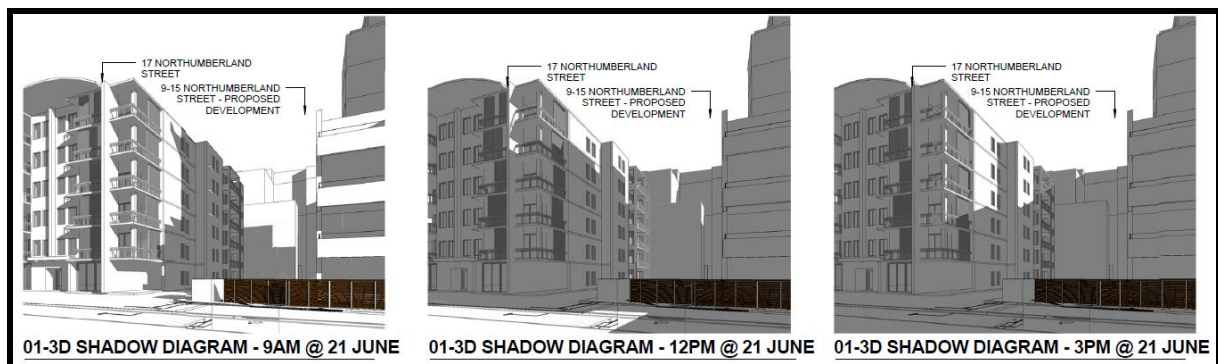 17 NORTHUMBERLAND
STREET
9-15 NORTHUMBERLAND
STREET - PROPOSED
DEVELOPMENT
01-3D SHADOW DIAGRAM - 9AM @ 21 JUNE
17 NORTHUMBERLAND
STREET
9-15 NORTHUMBERLAND
STREET - PROPOSED
DEVELOPMENT
01-3D SHADOW DIAGRAM - 12PM @ 21 JUNE
17 NORTHUMBERLAND
STREET
9-15 NORTHUMBERLAND
STREET - PROPOSED
DEVELOPMENT
01-3D SHADOW DIAGRAM - 3PM @ 21 JUNE